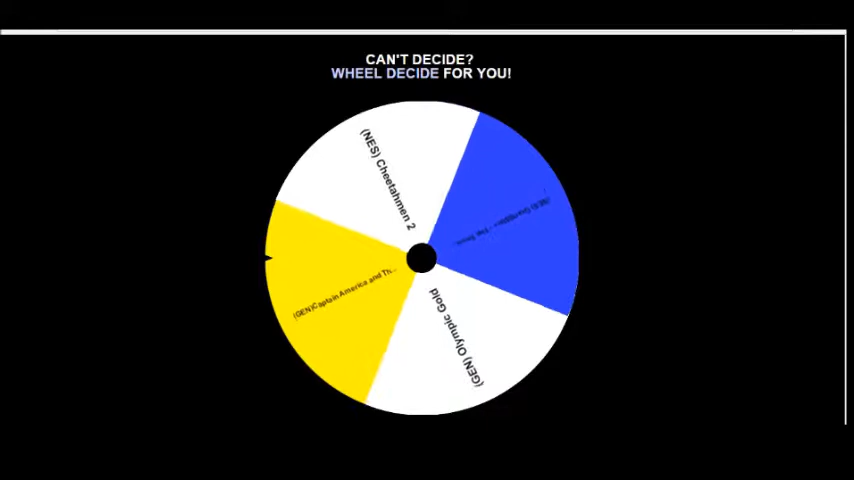 CAN'T DECIDE?
WHEEL DECIDE FOR YOU!
(NES) Cheetahmen 2
(GEN)Captain America and Th...
(GEN) Olympic Gold